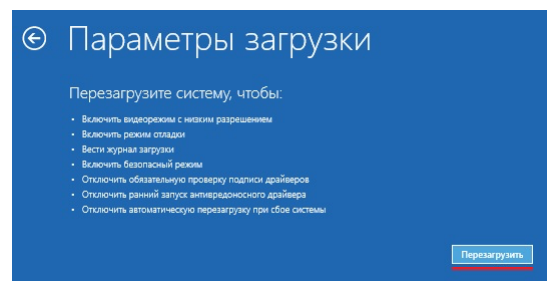 Параметры загрузки
Перезагрузите систему, чтобы:
• Включить видеорежим с низким разрешением
• Включить режим отладки
• Вести журнал загрузки
• Включить безопасный режим
• Отключить обязательную проверку подписи драйверов
• Отключить ранний запуск антивредоносного драйвера
• Отключить автоматическую перезагрузку при сбое системы
Перезагрузить